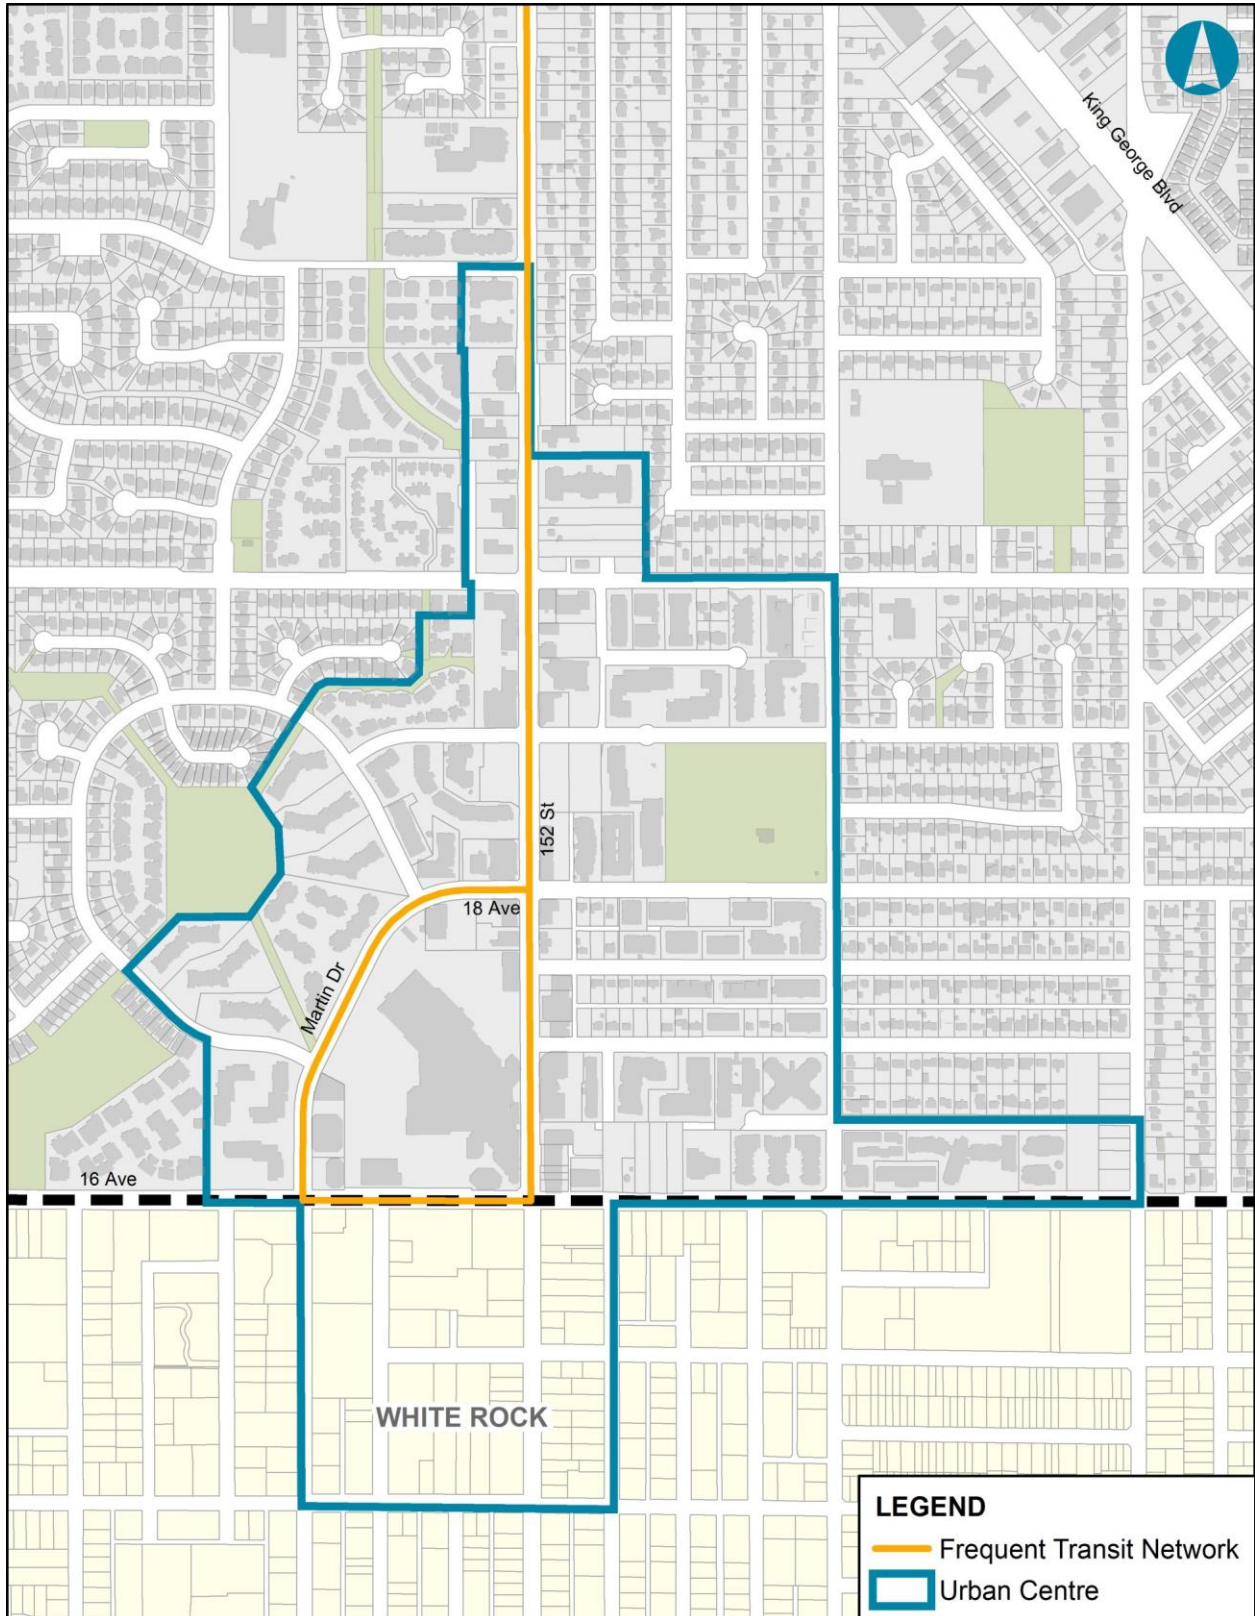 King George Blvd
152 St
18 Ave
Martin Dr
16 Ave
WHITE ROCK
LEGEND
Frequent Transit Network
Urban Centre